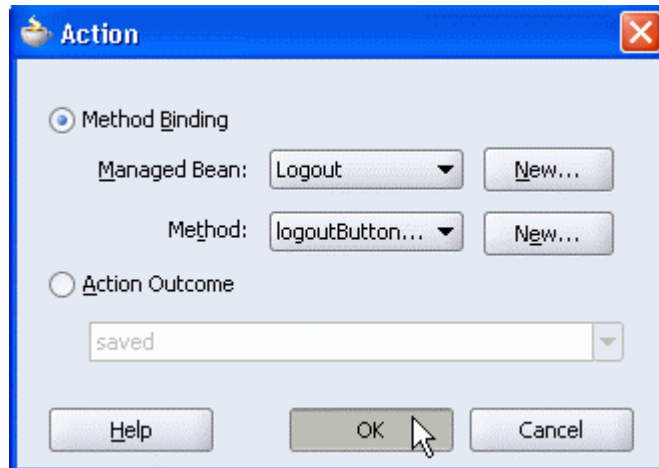 Action
Method Binding
Managed Bean: Logout New...
Method: logoutButton... New...
Action Outcome
saved
Help OK Cancel